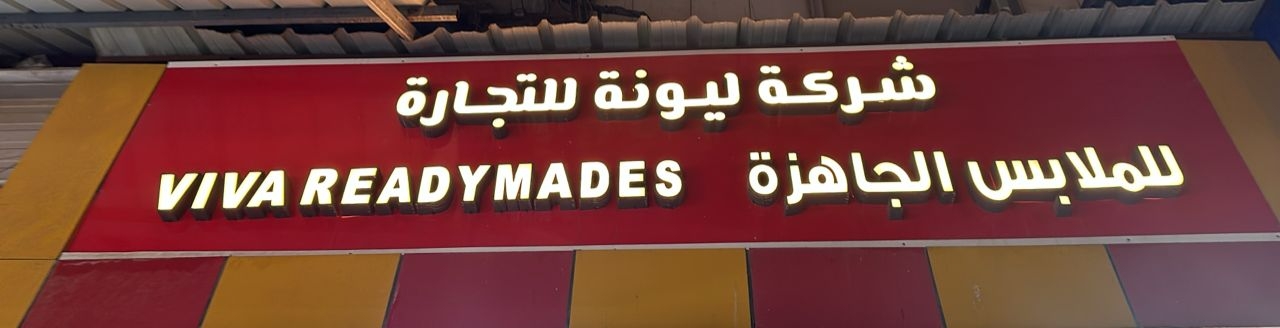 شركة ليونة للتجارة
للملابس الجاهزة
VIVA READYMADES